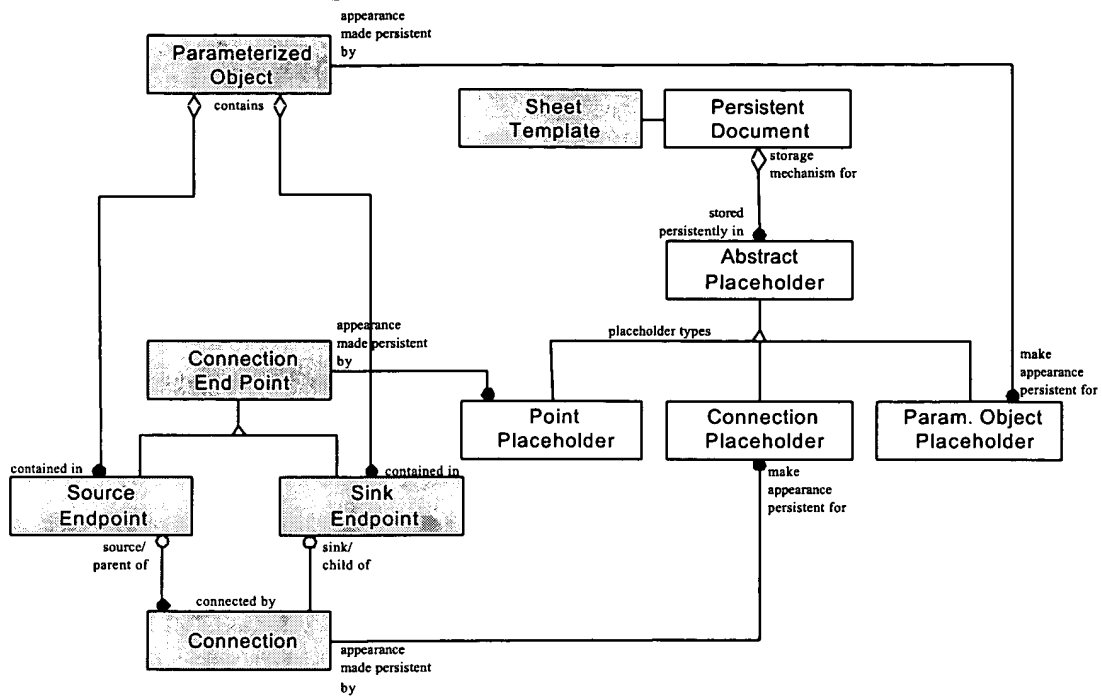 appearance
made persistent
by
Parameterized
Object
contains
Sheet
Template
Persistent
Document
storage
mechanism for
stored
persistently in
Abstract
Placeholder
placeholder types
appearance
made persistent
by
Connection
End Point
make
appearance
persistent for
Point
Placeholder
Connection
Placeholder
Param. Object
Placeholder
contained in
contained in
Source
Endpoint
Sink
Endpoint
make
appearance
persistent for
source/
parent of
sink/
child of
connected by
Connection
appearance
made persistent
by